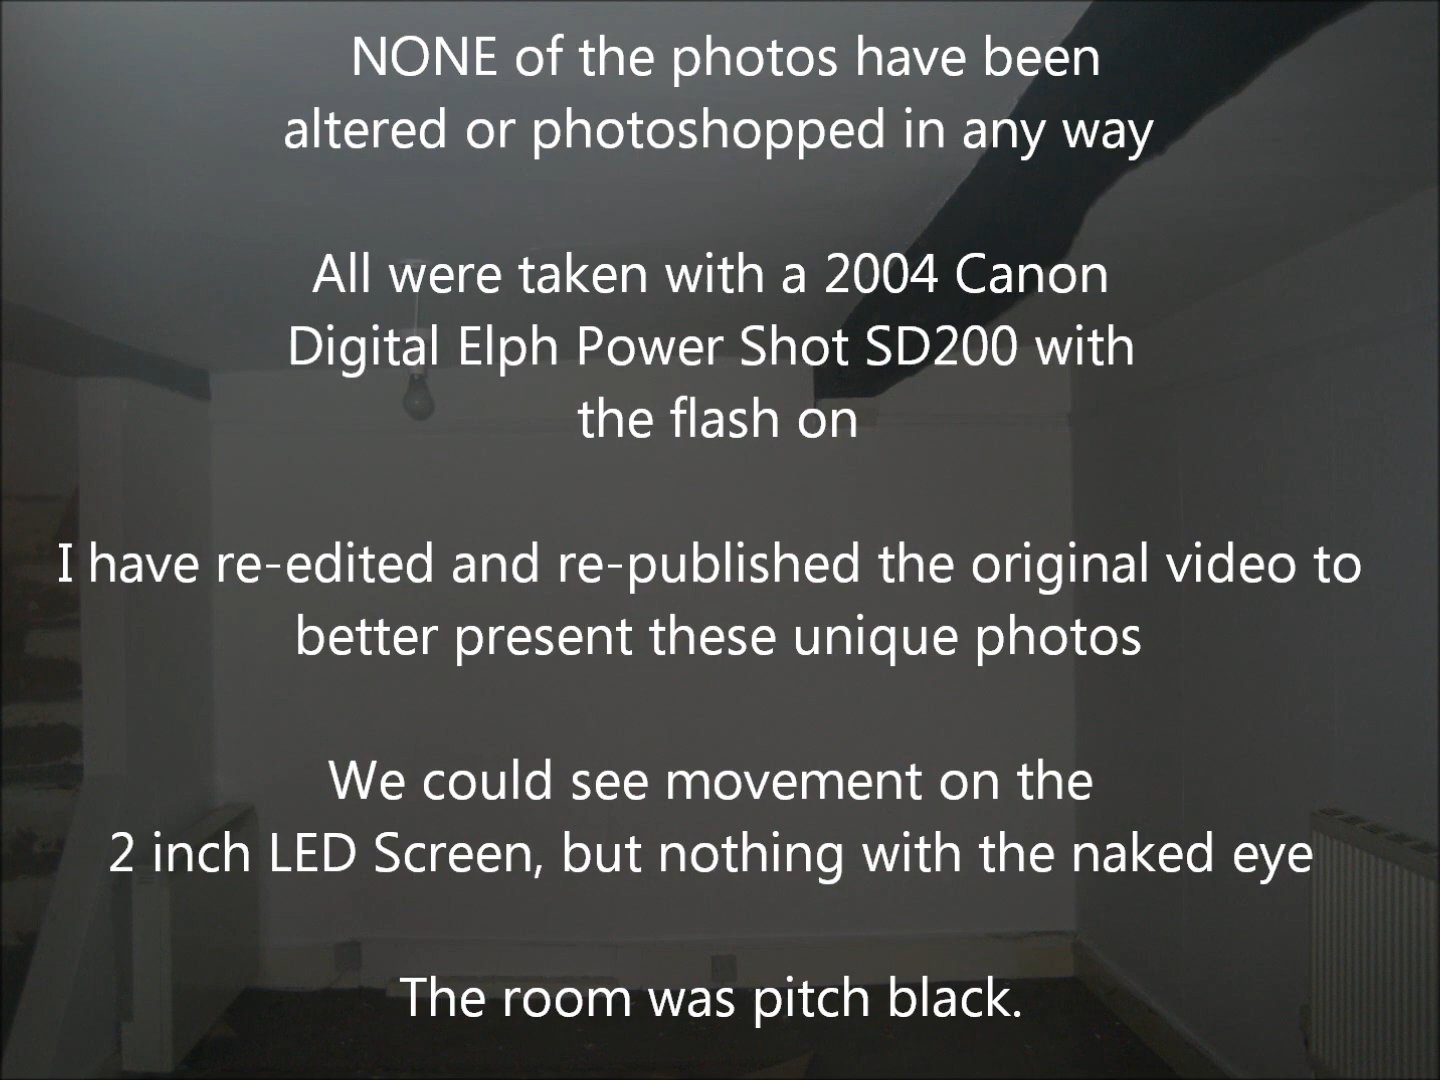 NONE of the photos have been
altered or photoshopped in any way
All were taken with a 2004 Canon
Digital Elph Power Shot SD200 with
the flash on
I have re-edited and re-published the original video to
better present these unique photos
We could see movement on the
2 inch LED Screen, but nothing with the naked eye
The room was pitch black.